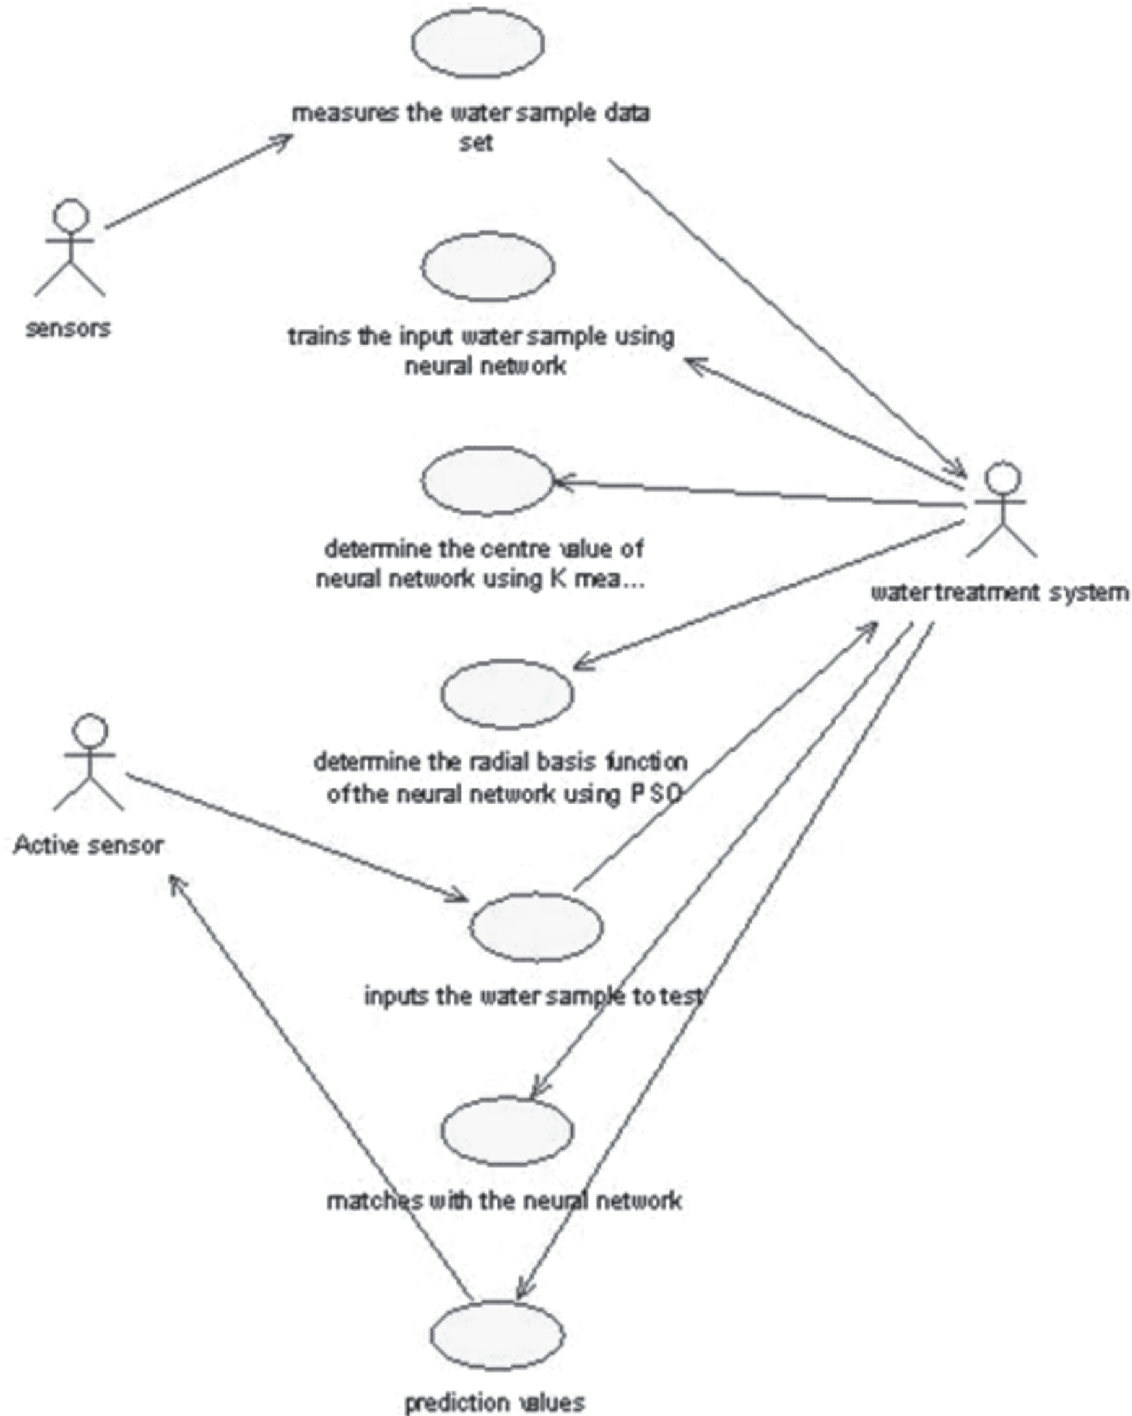 measures the water sample data
set
sensors
trains the input water sample using
neural network
determine the centre value of
neural network using K mea...
water treatment system
determine the radial basis function
of the neural network using PSO
Active sensor
inputs the water sample to test
matches with the neural network
prediction values